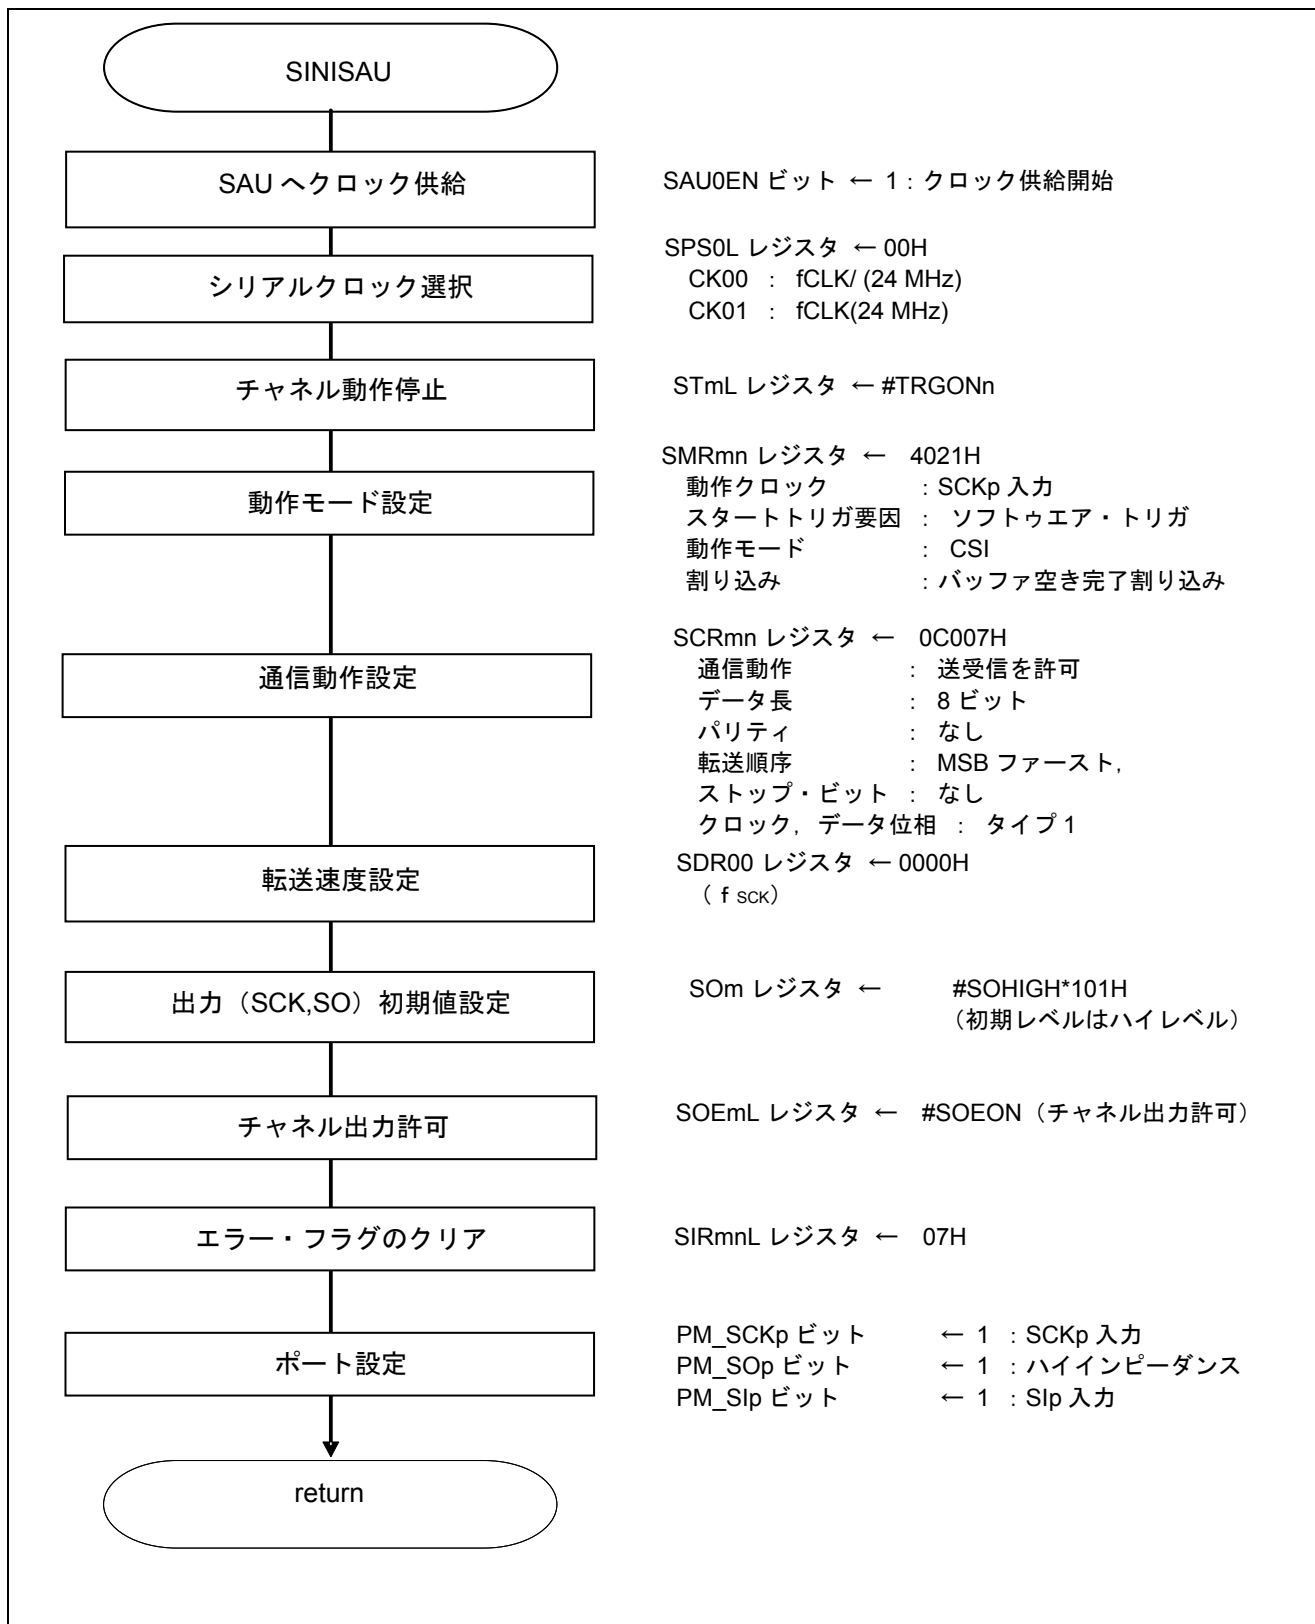 SINISAU
SAU へクロック供給
SAU0EN ビット ← 1：クロック供給開始
シリアルクロック選択
SPS0L レジスタ ← 00H
CK00 ： fCLK/ (24 MHz)
CK01 ： fCLK(24 MHz)
チャネル動作停止
STmL レジスタ ← #TRGONn
動作モード設定
SMRmn レジスタ ← 4021H
動作クロック ：SCKp 入力
スタートトリガ要因 ： ソフトゥエア・トリガ
動作モード ： CSI
割り込み ：バッファ空き完了割り込み
通信動作設定
SCRmn レジスタ ← 0C007H
通信動作 ： 送受信を許可
データ長 ： 8 ビット
パリティ ： なし
転送順序 ： MSB ファースト，
ストップ・ビット ： なし
クロック，データ位相 ： タイプ 1
転送速度設定
SDR00 レジスタ ← 0000H
（ｆSCK）
出力（SCK,SO）初期値設定
SOm レジスタ ← #SOHIGH*101H
（初期レベルはハイレベル）
チャネル出力許可
SOEmL レジスタ ← #SOEON（チャネル出力許可）
エラー・フラグのクリア
SIRmnL レジスタ ← 07H
ポート設定
PM_SCKp ビット ← 1 ：SCKp 入力
PM_SOp ビット ← 1 ：ハイインピーダンス
PM_SIp ビット ← 1 ：SIp 入力
return